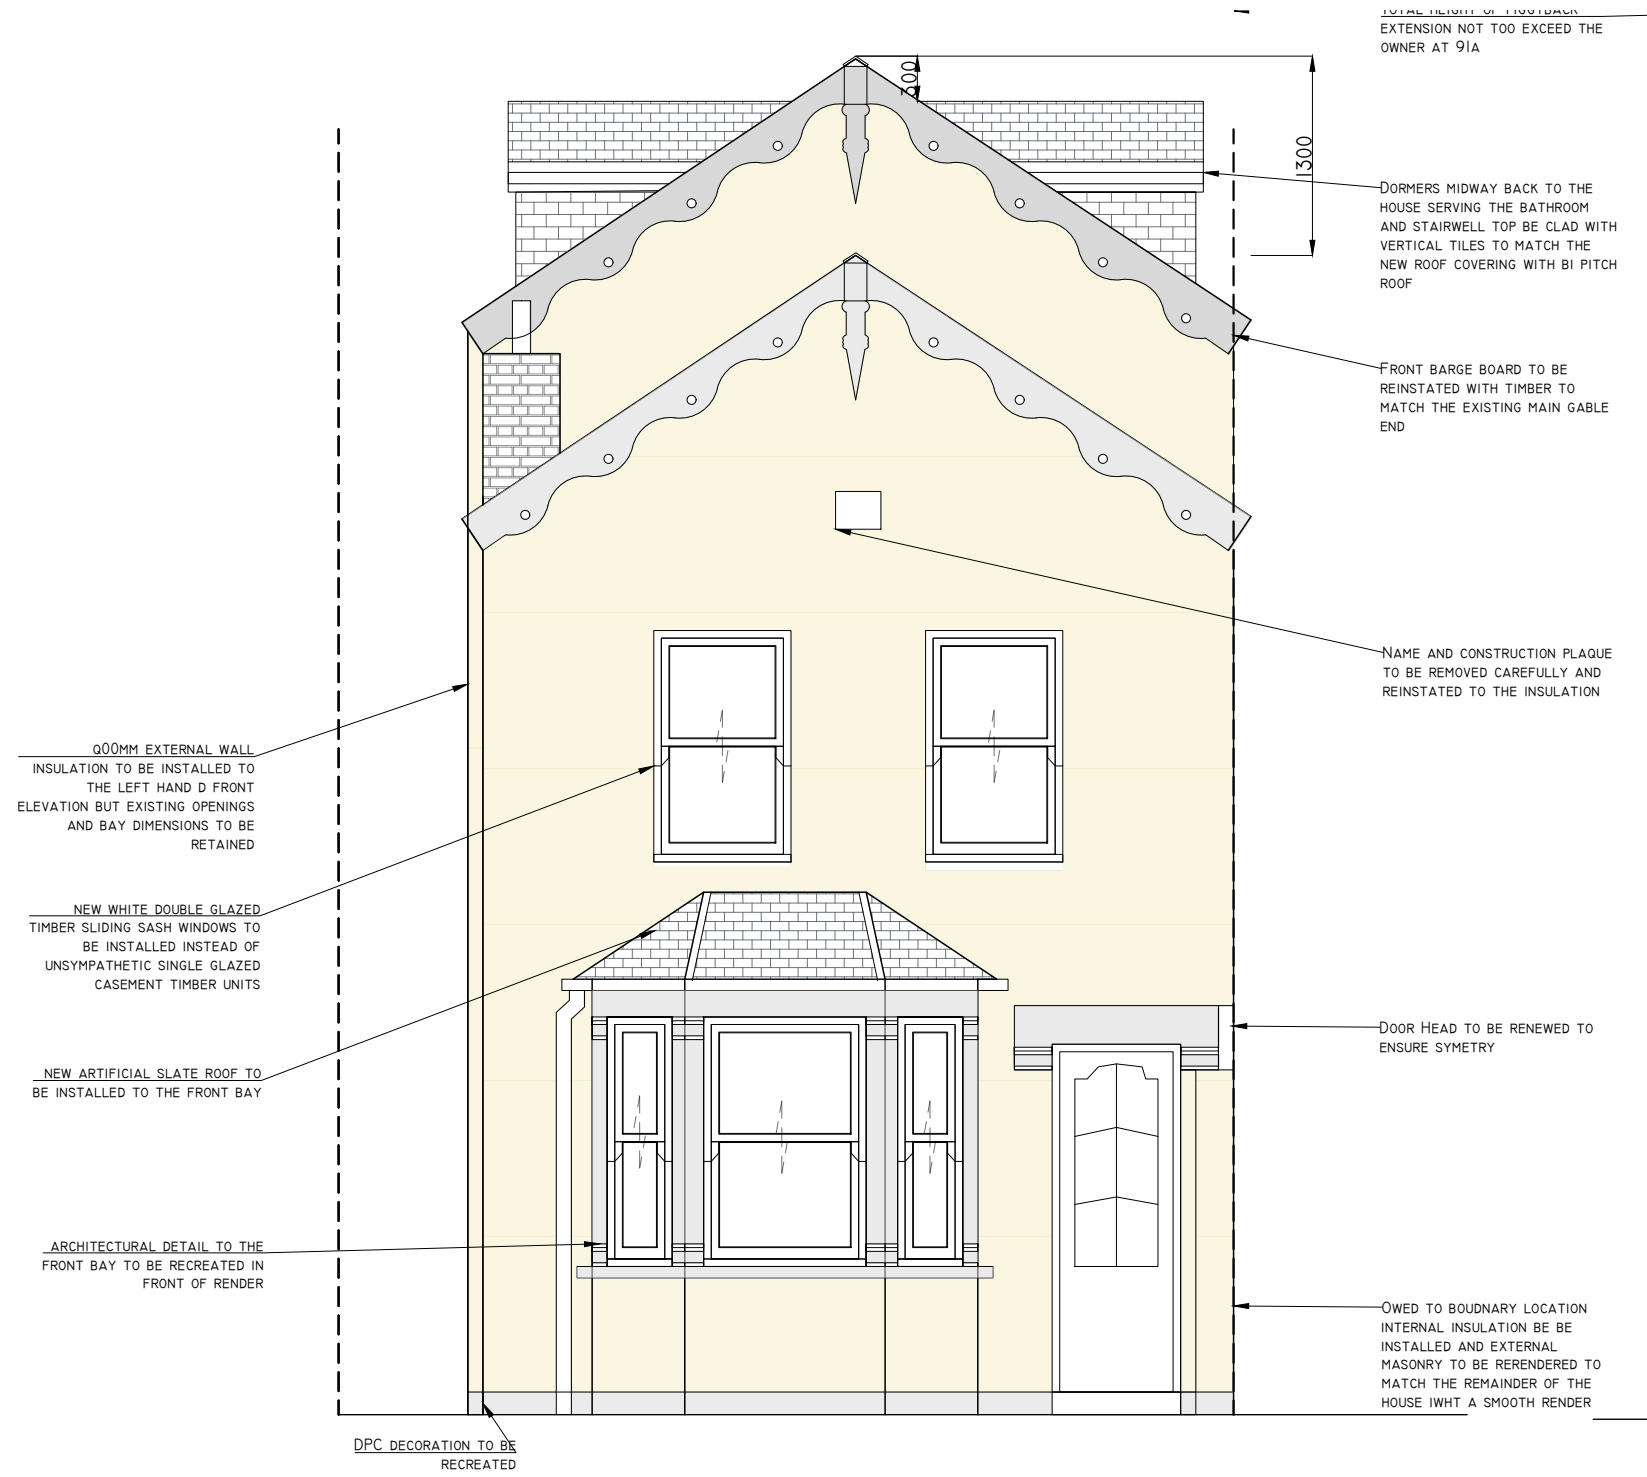 TOTAL HEIGHT OF PIGGYBACK
EXTENSION NOT TOO EXCEED THE
OWNER AT 91A
300
1300
DORMERS MIDWAY BACK TO THE
HOUSE SERVING THE BATHROOM
AND STAIRWELL TOP BE CLAD WITH
VERTICAL TILES TO MATCH THE
NEW ROOF COVERING WITH BI PITCH
ROOF
FRONT BARGE BOARD TO BE
REINSTATED WITH TIMBER TO
MATCH THE EXISTING MAIN GABLE
END
NAME AND CONSTRUCTION PLAQUE
TO BE REMOVED CAREFULLY AND
REINSTATED TO THE INSULATION
Q00MM EXTERNAL WALL
INSULATION TO BE INSTALLED TO
THE LEFT HAND D FRONT
ELEVATION BUT EXISTING OPENINGS
AND BAY DIMENSIONS TO BE
RETAINED
NEW WHITE DOUBLE GLAZED
TIMBER SLIDING SASH WINDOWS TO
BE INSTALLED INSTEAD OF
UNSYMPATHETIC SINGLE GLAZED
CASEMENT TIMBER UNITS
NEW ARTIFICIAL SLATE ROOF TO
BE INSTALLED TO THE FRONT BAY
DOOR HEAD TO BE RENEWED TO
ENSURE SYMETRY
ARCHITECTURAL DETAIL TO THE
FRONT BAY TO BE RECREATED IN
FRONT OF RENDER
OWED TO BOUDNARY LOCATION
INTERNAL INSULATION BE BE
INSTALLED AND EXTERNAL
MASONRY TO BE RERENDERED TO
MATCH THE REMAINDER OF THE
HOUSE IWHT A SMOOTH RENDER
DPC DECORATION TO BE
RECREATED